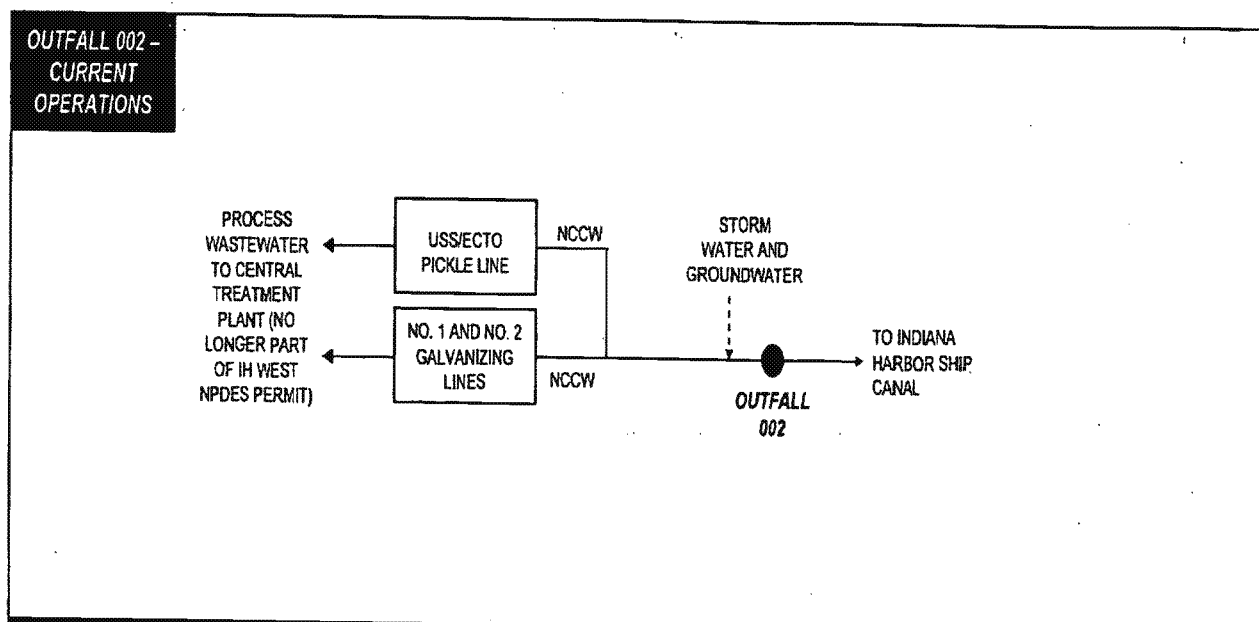 OUTFALL 002 –
CURRENT
OPERATIONS
PROCESS
WASTEWATER
TO CENTRAL
TREATMENT
PLANT (NO
LONGER PART
OF IH WEST
NPDES PERMIT)
USS/ECTO
PICKLE LINE
NCCW
NO. 1 AND NO. 2
GALVANIZING
LINES
NCCW
STORM
WATER AND
GROUNDWATER
OUTFALL
002
TO INDIANA
HARBOR SHIP
CANAL